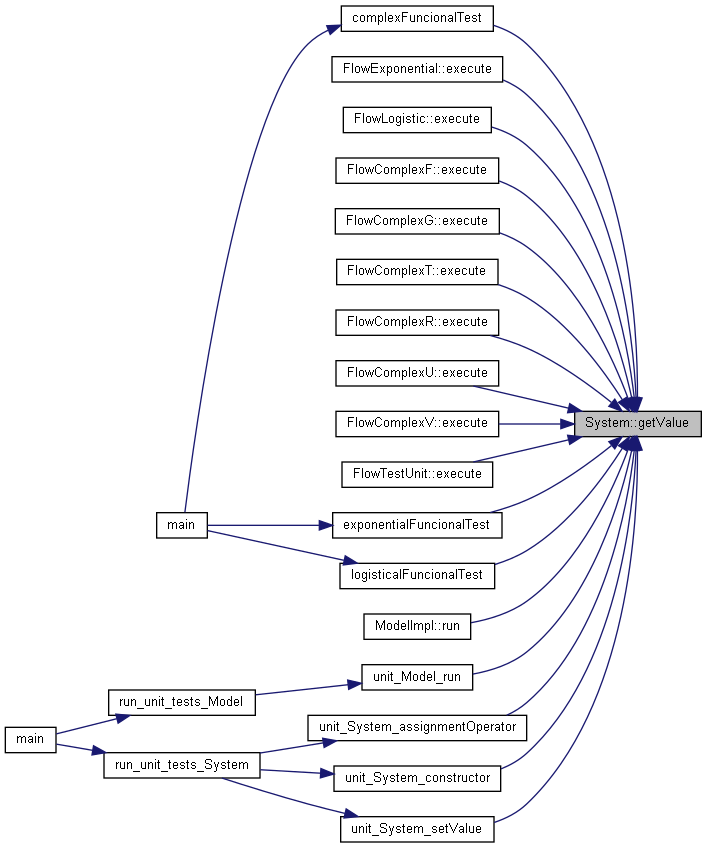 complexFuncionalTest
FlowExponential::execute
FlowLogistic::execute
FlowComplexF::execute
FlowComplexG::execute
FlowComplexT::execute
FlowComplexR::execute
FlowComplexU::execute
System::getValue
FlowComplexV::execute
FlowTestUnit::execute
main
exponentialFuncionalTest
logisticalFuncionalTest
ModelImpl::run
unit_Model_run
run_unit_tests_Model
unit_System_assignmentOperator
main
run_unit_tests_System
unit_System_constructor
unit_System_setValue